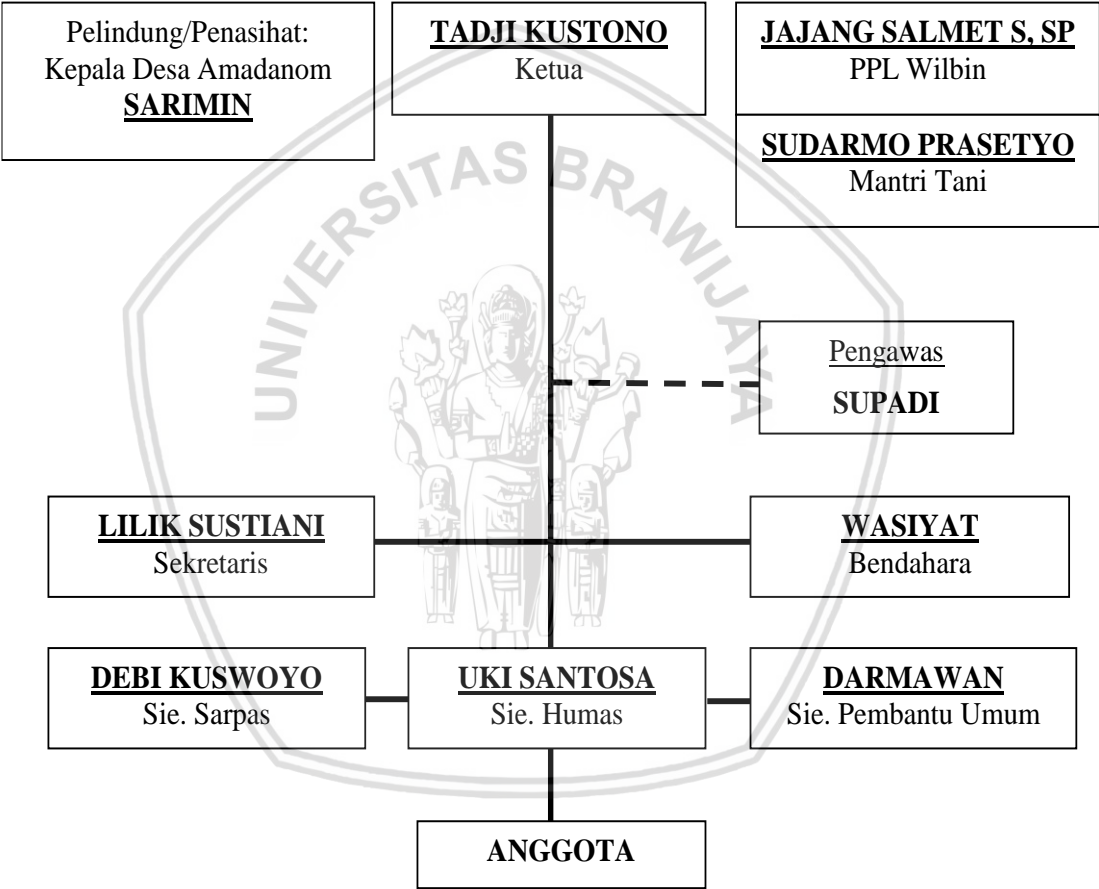 Pelindung/Penasihat:
Kepala Desa Amadanom
SARIMIN
TADJI KUSTONO
Ketua
JAJANG SALMET S, SP
PPL Wilbin
SUDARMO PRASETYO
Mantri Tani
UNIVERSITAS BRAWIJAYA
Pengawas
SUPADI
LILIK SUSTIANI
Sekretaris
WASIYAT
Bendahara
DEBI KUSWOYO
Sie. Sarpas
UKI SANTOSA
Sie. Humas
DARMAWAN
Sie. Pembantu Umum
ANGGOTA